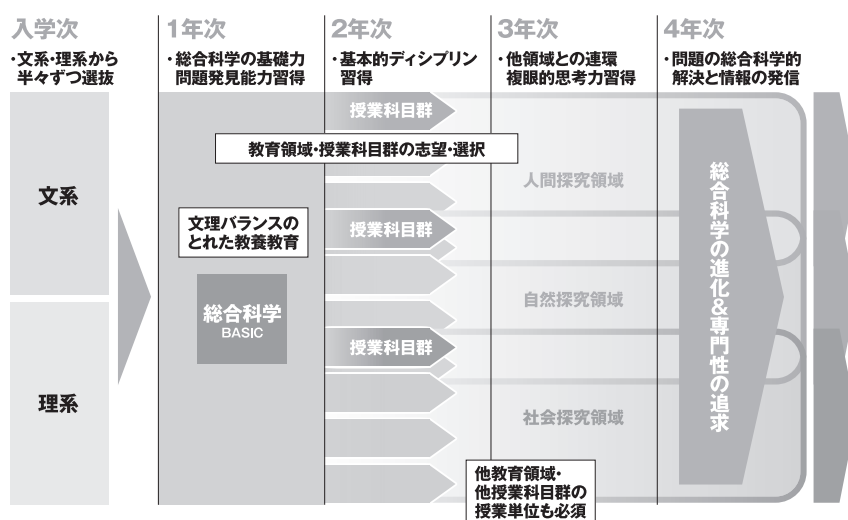 入学次
・文系・理系から
半々ずつ選抜
1年次
・総合科学の基礎力
問題発見能力習得
2年次
・基本的ディシプリン
習得
3年次
・他領域との連環
複眼的思考力習得
4年次
・問題の総合科学的
解決と情報の発信
文系
理系
文理バランスの
とれた教養教育
総合科学
BASIC
教育領域・授業科目群の志望・選択
授業科目群
授業科目群
授業科目群
人間探究領域
自然探究領域
社会探究領域
他教育領域・
他授業科目群の
授業単位も必須
総合科学の進化&専門性の追求